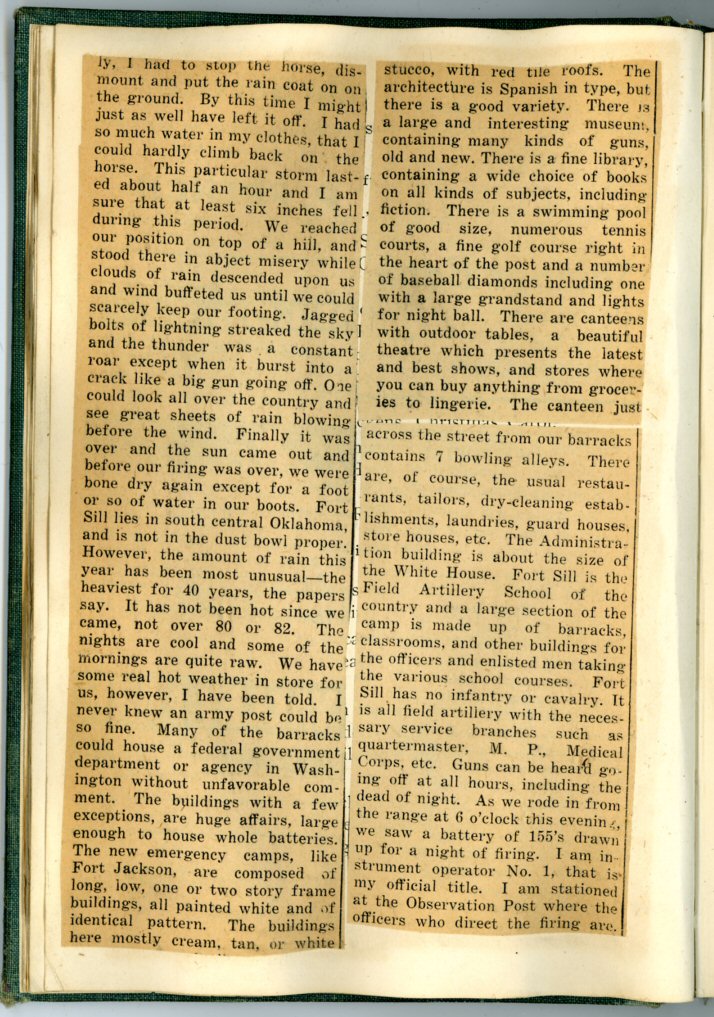 ly, I had to stop the horse, dis-
mount and put the rain coat on on
the ground. By this time I might
just as well have left it off. I had
so much water in my clothes, that I
could hardly climb back on the
horse. This particular storm last-
ed about half an hour and I am
sure that at least six inches fell
during this period. We reached
our position on top of a hill, and
stood there in abject misery while
clouds of rain descended upon us
and wind buffeted us until we could
scarcely keep our footing. Jagged
bolts of lightning streaked the sky
and the thunder was a constant
roar except when it burst into a
crack like a big gun going off. One
could look all over the country and
see great sheets of rain blowing
before the wind. Finally it was
over and the sun came out and
before our firing was over, we were
bone dry again except for a foot
or so of water in our boots. Fort
Sill lies in south central Oklahoma,
and is not in the dust bowl proper.
However, the amount of rain this
year has been most unusual—the
heaviest for 40 years, the papers
say. It has not been hot since we
came, not over 80 or 82. The
nights are cool and some of the
mornings are quite raw. We have
some real hot weather in store for
us, however, I have been told. I
never knew an army post could be
so fine. Many of the barracks
could house a federal government
department or agency in Wash-
ington without unfavorable com-
ment. The buildings with a few
exceptions, are huge affairs, large
enough to house whole batteries.
The new emergency camps, like
Fort Jackson, are composed of
long, low, one or two story frame
buildings, all painted white and of
identical pattern. The buildings
here mostly cream, tan, or white
stucco, with red tile roofs. The
architecture is Spanish in type, but
there is a good variety. There is
a large and interesting museum,
containing many kinds of guns,
old and new. There is a fine library,
containing a wide choice of books
on all kinds of subjects, including
fiction. There is a swimming pool
of good size, numerous tennis
courts, a fine golf course right in
the heart of the post and a number
of baseball diamonds including one
with a large grandstand and lights
for night ball. There are canteens
with outdoor tables, a beautiful
theatre which presents the latest
and best shows, and stores where
you can buy anything from grocer-
ies to lingerie. The canteen just
across the street from our barracks
contains 7 bowling alleys. There
are, of course, the usual restau-
rants, tailors, dry-cleaning estab-
lishments, laundries, guard houses,
store houses, etc. The Administra-
tion building is about the size of
the White House. Fort Sill is the
Field Artillery School of the
country and a large section of the
camp is made up of barracks,
classrooms, and other buildings for
the officers and enlisted men taking
the various school courses. Fort
Sill has no infantry or cavalry. It
is all field artillery with the neces-
sary service branches such as
quartermaster, M. P., Medical
Corps, etc. Guns can be heard go-
ing off at all hours, including the
dead of night. As we rode in from
the range at 6 o'clock this evening,
we saw a battery of 155's drawn
up for a night of firing. I am in-
strument operator No. 1, that is
my official title. I am stationed
at the Observation Post where the
officers who direct the firing are.